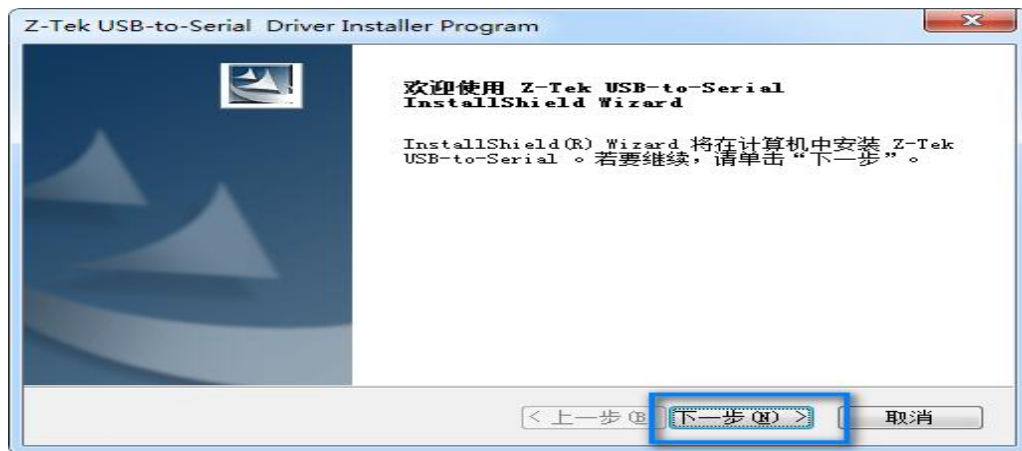 Z-Tek USB-to-Serial Driver Installer Program
欢迎使用 Z-Tek USB-to-Serial
InstallShield Wizard
InstallShield(R) Wizard 将在计算机中安装 Z-Tek
USB-to-Serial 。若要继续，请单击“下一步”。
< 上一步(B 下一步(N) > 取消